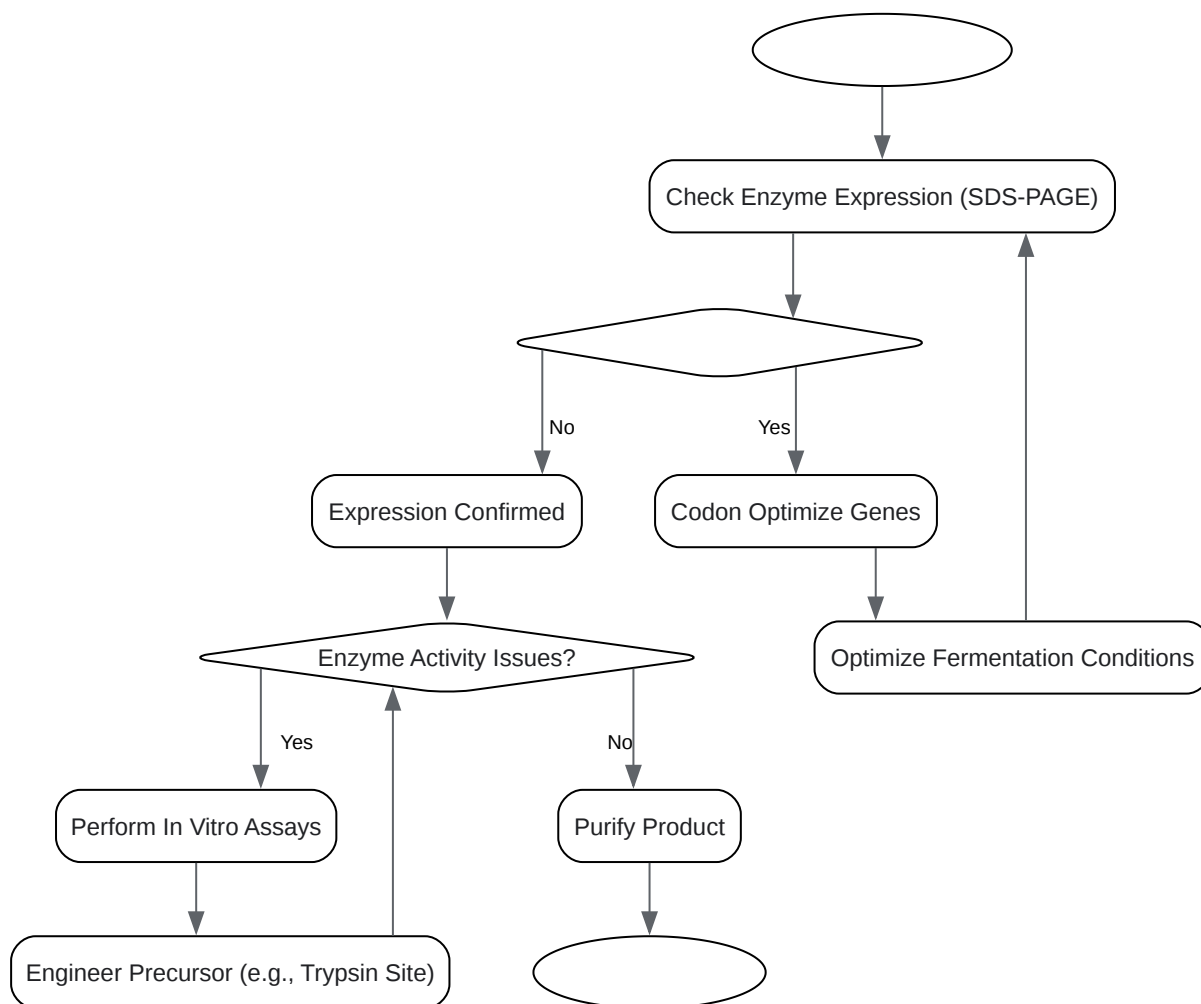 Check Enzyme Expression (SDS-PAGE)
No
Yes
Expression Confirmed
Codon Optimize Genes
Enzyme Activity Issues?
Optimize Fermentation Conditions
Yes
No
Perform In Vitro Assays
Purify Product
Engineer Precursor (e.g., Trypsin Site)